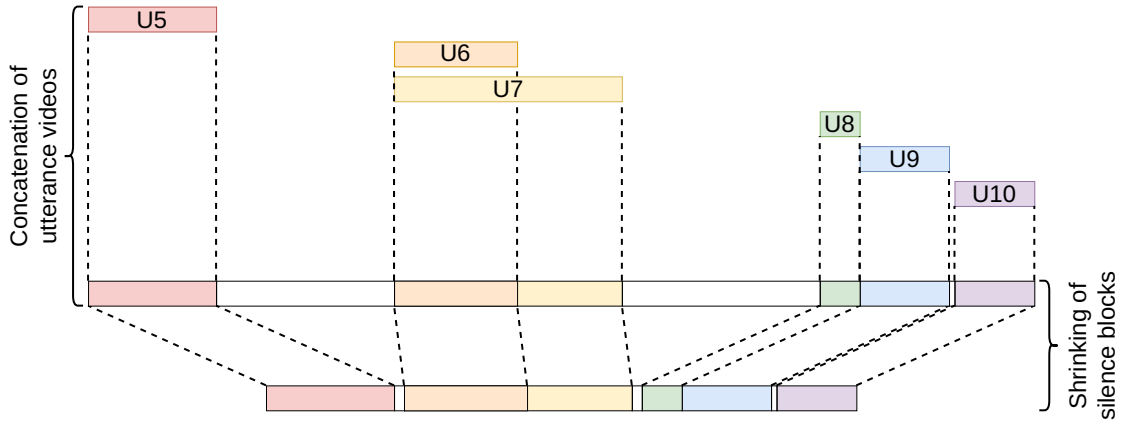 Concatenation of
utterance videos
U5
U6
U7
U8
U9
U10
Shrinking of
silence blocks